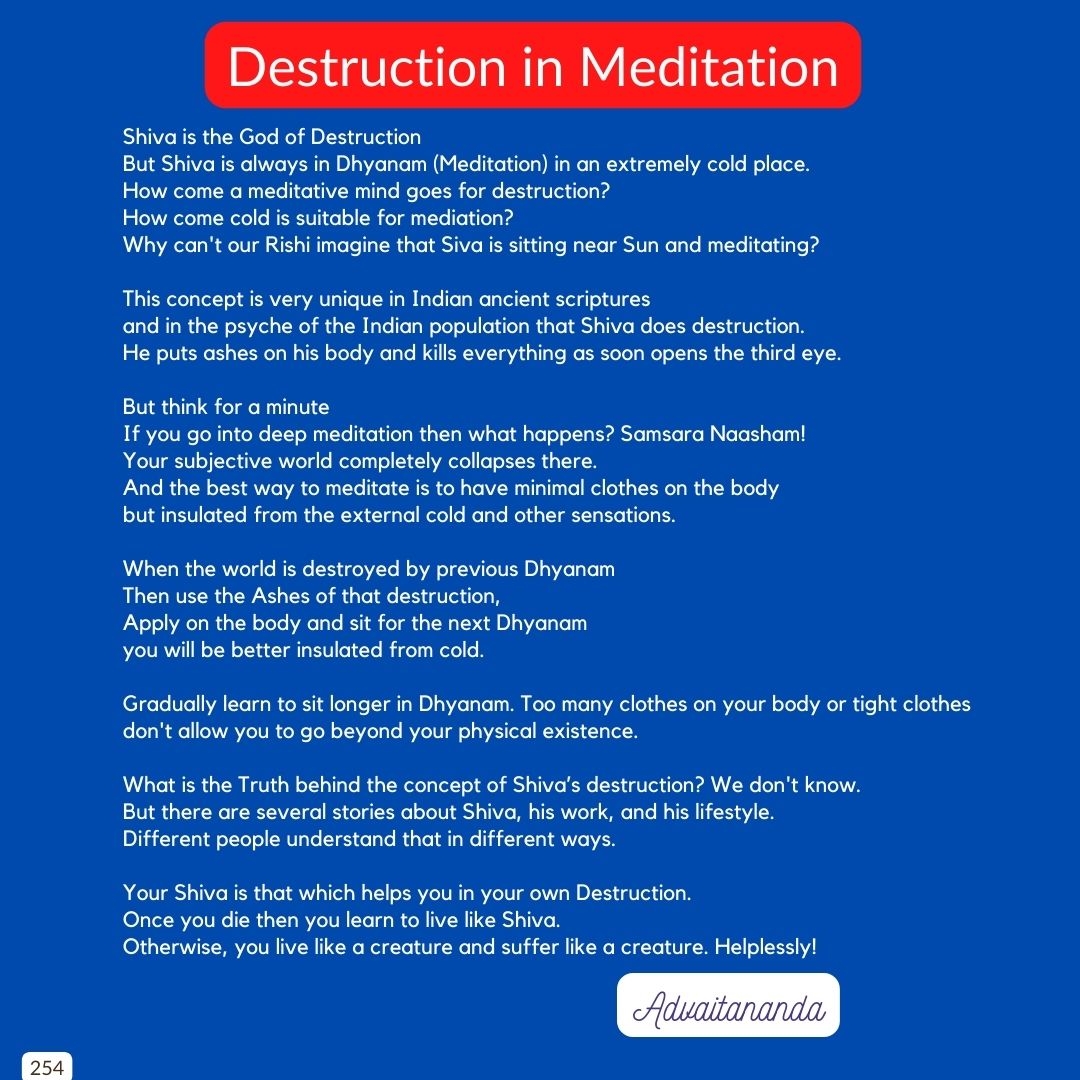 Destruction in Meditation
Shiva is the God of Destruction
But Shiva is always in Dhyanam (Meditation) in an extremely cold place.
How come a meditative mind goes for destruction?
How come cold is suitable for mediation?
Why can't our Rishi imagine that Siva is sitting near Sun and meditating?
This concept is very unique in Indian ancient scriptures
and in the psyche of the Indian population that Shiva does destruction.
He puts ashes on his body and kills everything as soon opens the third eye.
But think for a minute
If you go into deep meditation then what happens? Samsara Naasham!
Your subjective world completely collapses there.
And the best way to meditate is to have minimal clothes on the body
but insulated from the external cold and other sensations.
When the world is destroyed by previous Dhyanam
Then use the Ashes of that destruction,
Apply on the body and sit for the next Dhyanam
you will be better insulated from cold.
Gradually learn to sit longer in Dhyanam. Too many clothes on your body or tight clothes
don't allow you to go beyond your physical existence.
What is the Truth behind the concept of Shiva’s destruction? We don't know.
But there are several stories about Shiva, his work, and his lifestyle.
Different people understand that in different ways.
Your Shiva is that which helps you in your own Destruction.
Once you die then you learn to live like Shiva.
Otherwise, you live like a creature and suffer like a creature. Helplessly!
Advaitananda
254